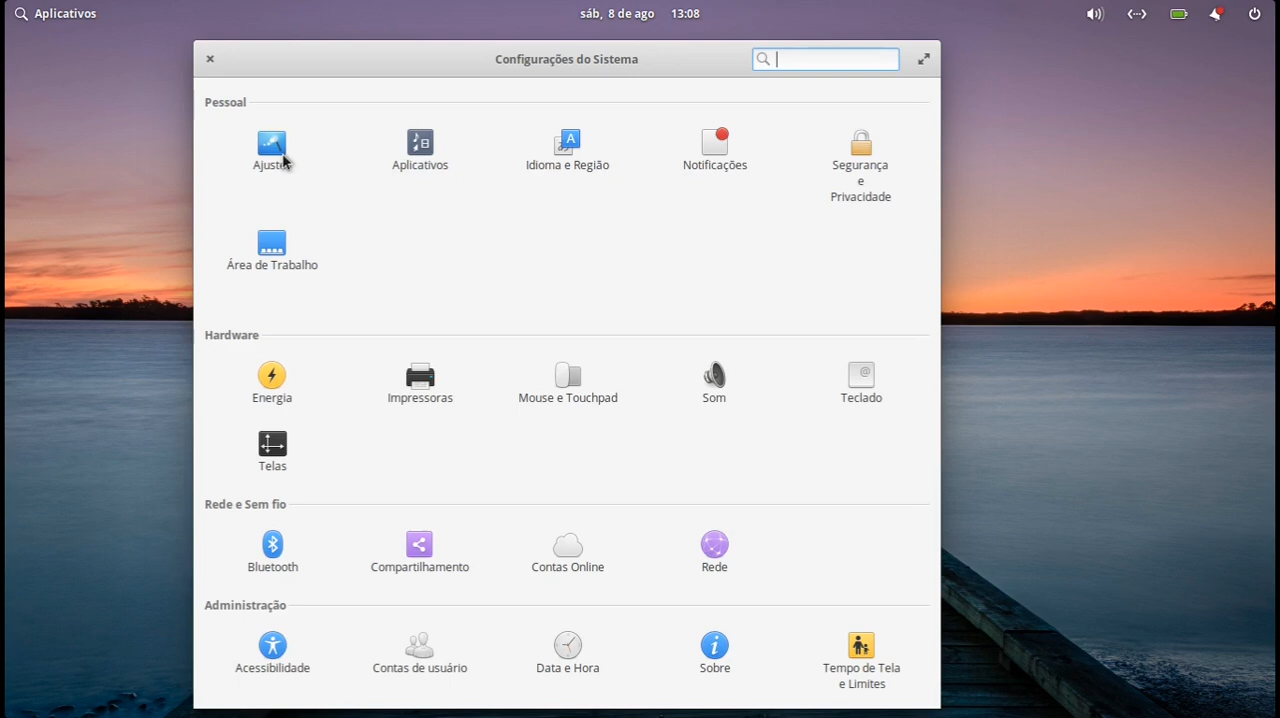 Aplicativos
sáb, 8 de ago 13:08
Configurações do Sistema
Pessoal
Aplicativos
Idioma e Região
Notificações
Segurança
e
Privacidade
Área de Trabalho
Hardware
Energia
Impressoras
Mouse e Touchpad
Som
Teclado
Telas
Rede e Sem fio
Bluetooth
Compartilhamento
Contas Online
Rede
Administração
Acessibilidade
Contas de usuário
Data e Hora
Sobre
Tempo de Tela
e Limites